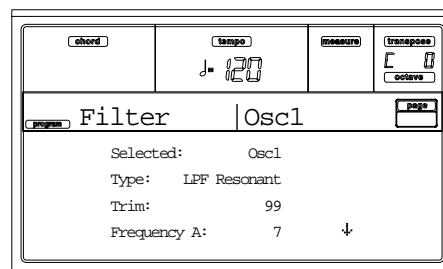 chord tempo measure transpose
♩= 120 C 0
octave
program Filter Osc1 page
Selected: Osc1
Type: LPF Resonant
Trim: 99
Frequency A: 7